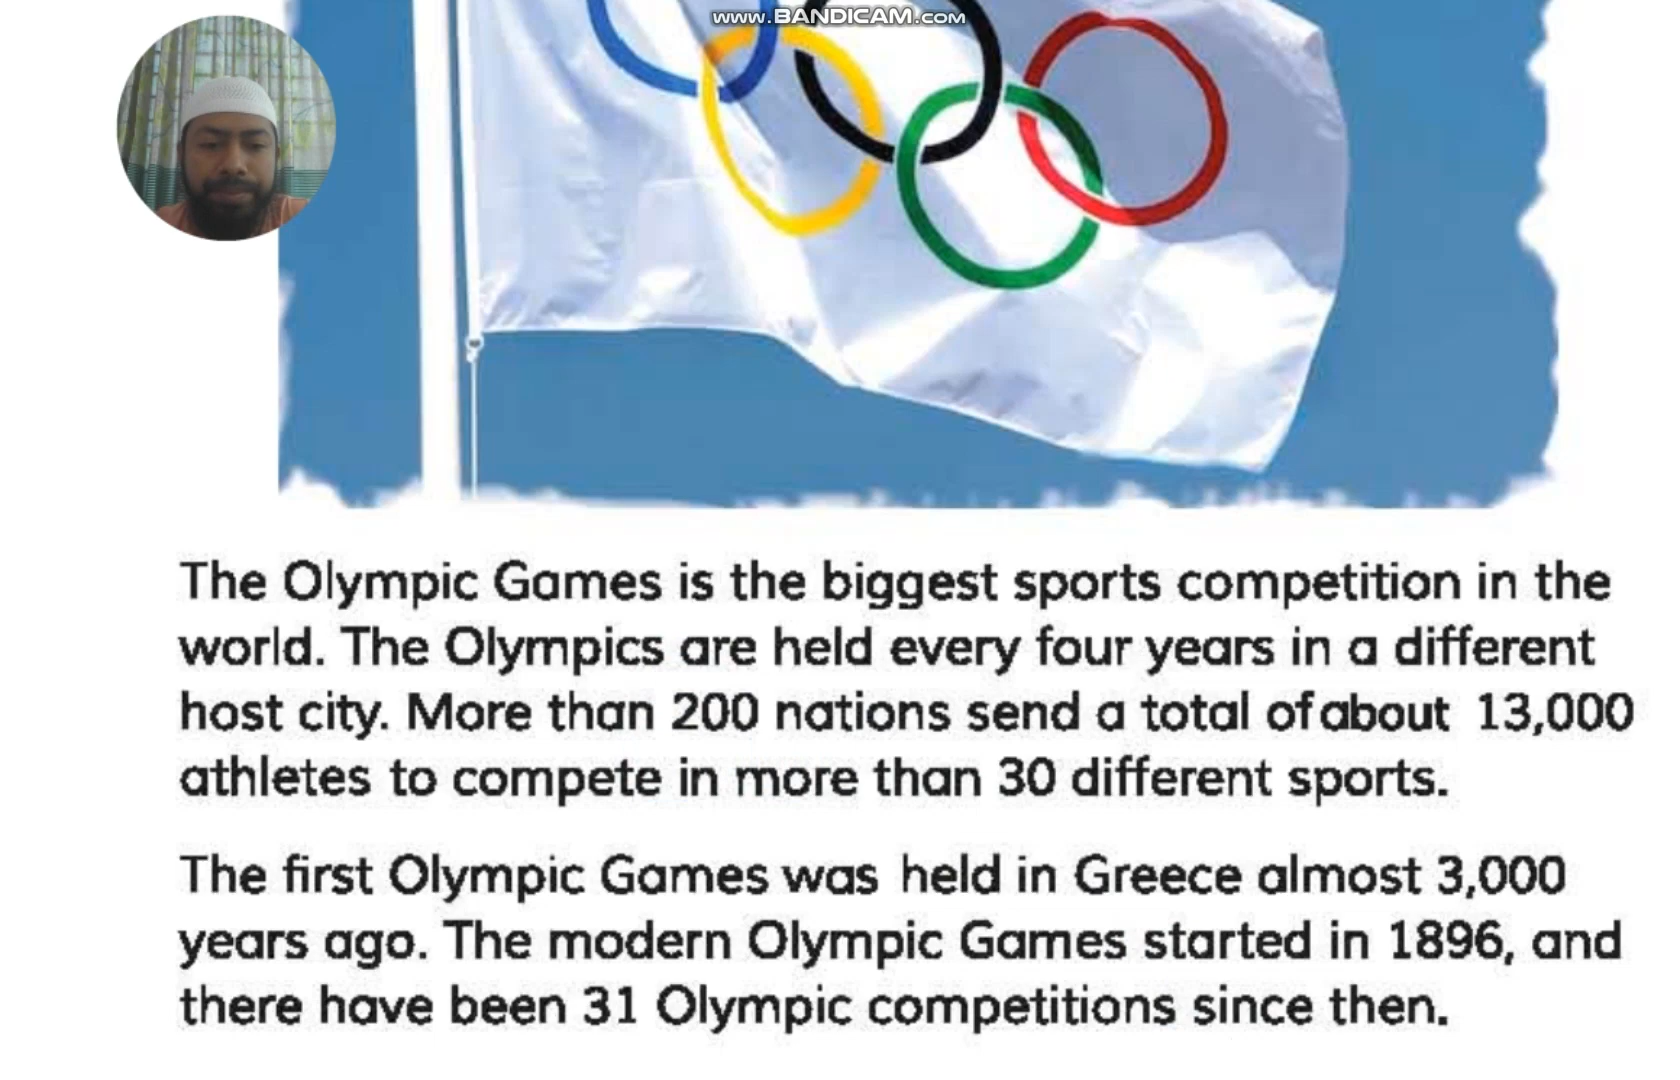 www.BANDICAM.com
The Olympic Games is the biggest sports competition in the
world. The Olympics are held every four years in a different
host city. More than 200 nations send a total of about 13,000
athletes to compete in more than 30 different sports.
The first Olympic Games was held in Greece almost 3,000
years ago. The modern Olympic Games started in 1896, and
there have been 31 Olympic competitions since then.